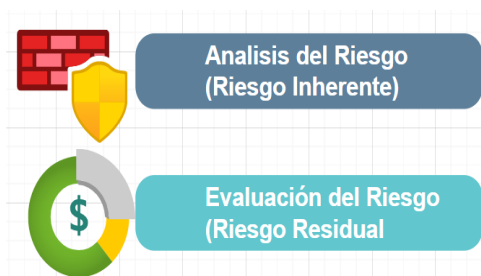 Analisis del Riesgo
(Riesgo Inherente)
$
Evaluación del Riesgo
(Riesgo Residual